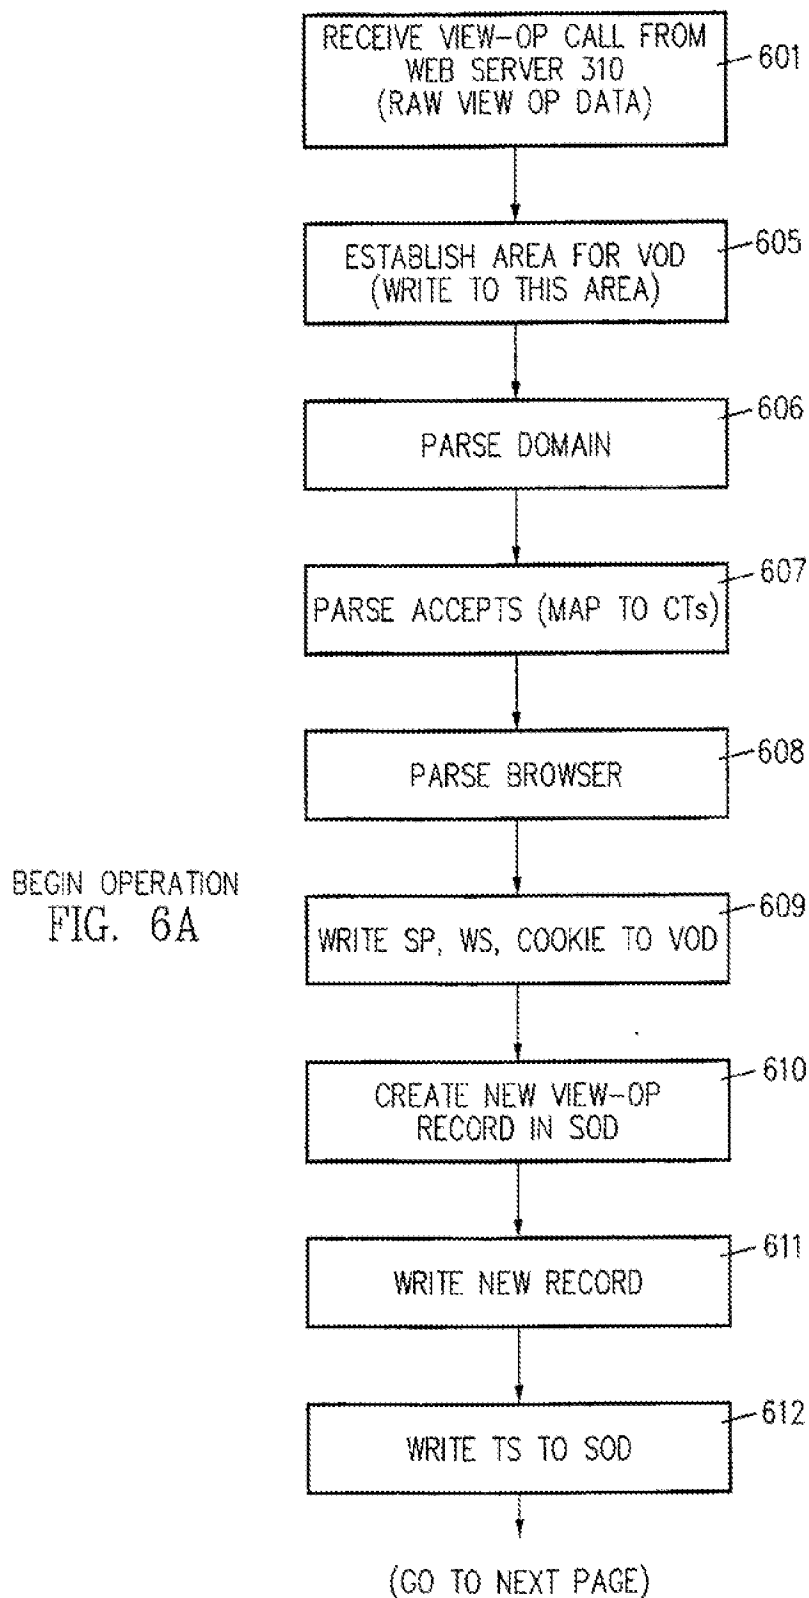 RECEIVE VIEW-OP CALL FROM
WEB SERVER 310
(RAW VIEW OP DATA)
601
ESTABLISH AREA FOR VOD
(WRITE TO THIS AREA)
605
PARSE DOMAIN
606
PARSE ACCEPTS (MAP TO CTs)
607
PARSE BROWSER
608
BEGIN OPERATION
FIG. 6A
WRITE SP, WS, COOKIE TO VOD
609
CREATE NEW VIEW-OP
RECORD IN SOD
610
WRITE NEW RECORD
611
WRITE TS TO SOD
612
(GO TO NEXT PAGE)